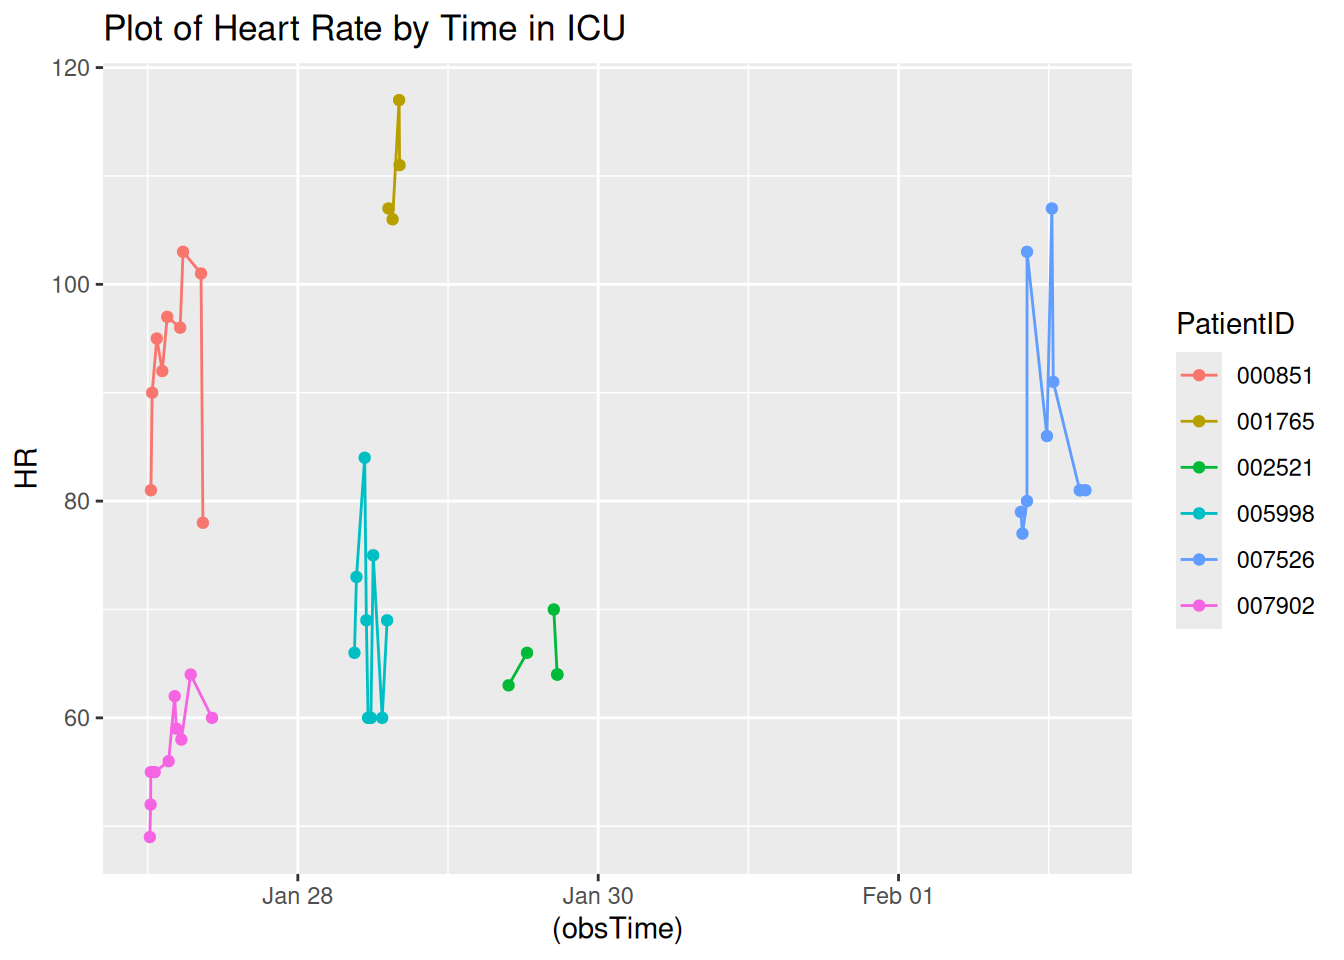 Plot of Heart Rate by Time in ICU
120
100
80
60
HR
Jan 28
Jan 30
Feb 01
(obsTime)
PatientID
000851
001765
002521
005998
007526
007902